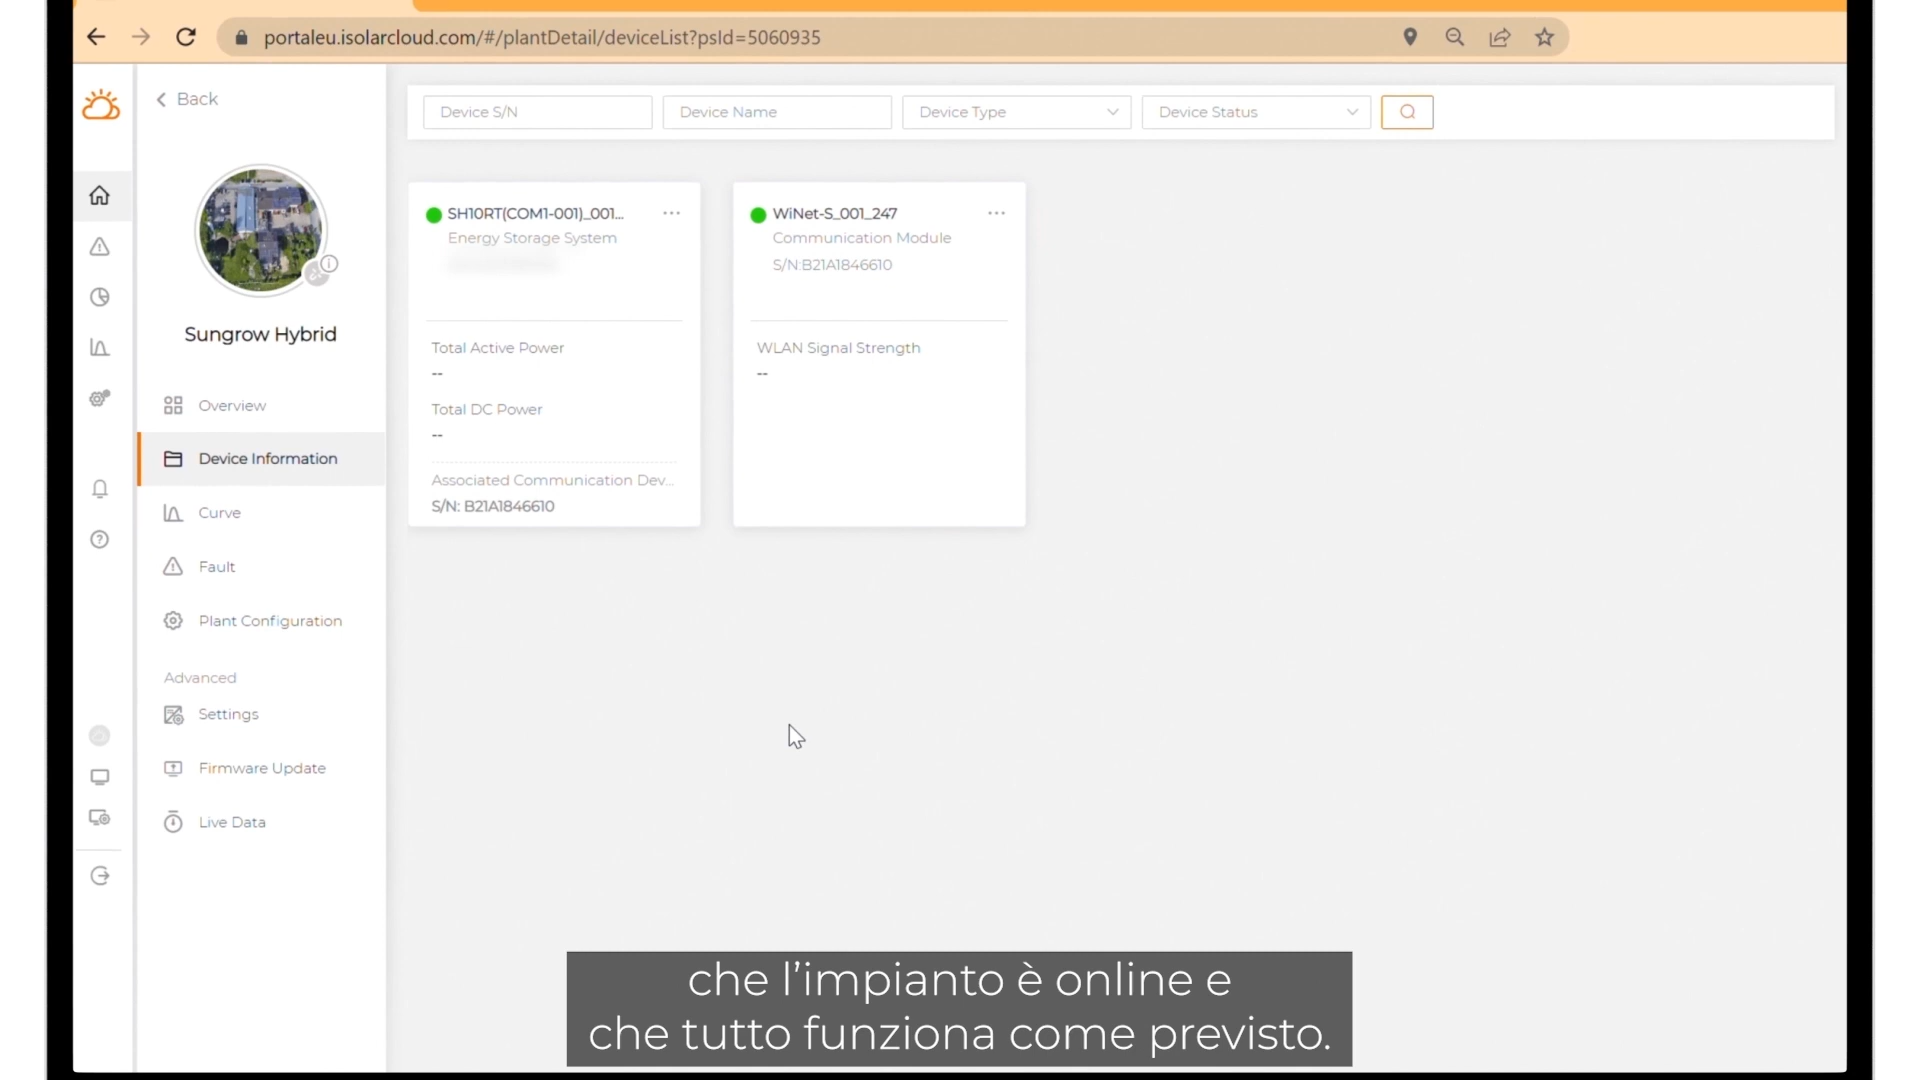 portaleu.isolarcloud.com/#/plantDetail/deviceList?psId=5060935
Back
Sungrow Hybrid
Overview
Device Information
Curve
Fault
Plant Configuration
Advanced
Settings
Firmware Update
Live Data
Device S/N
Device Name
Device Type
Device Status
SH10RT(COM1-001)_001...
Energy Storage System
Total Active Power
--
Total DC Power
--
Associated Communication Dev...
S/N: B21A1846610
WiNet-S_001_247
Communication Module
S/N:B21A1846610
WLAN Signal Strength
--
che l’impianto è online e
che tutto funziona come previsto.